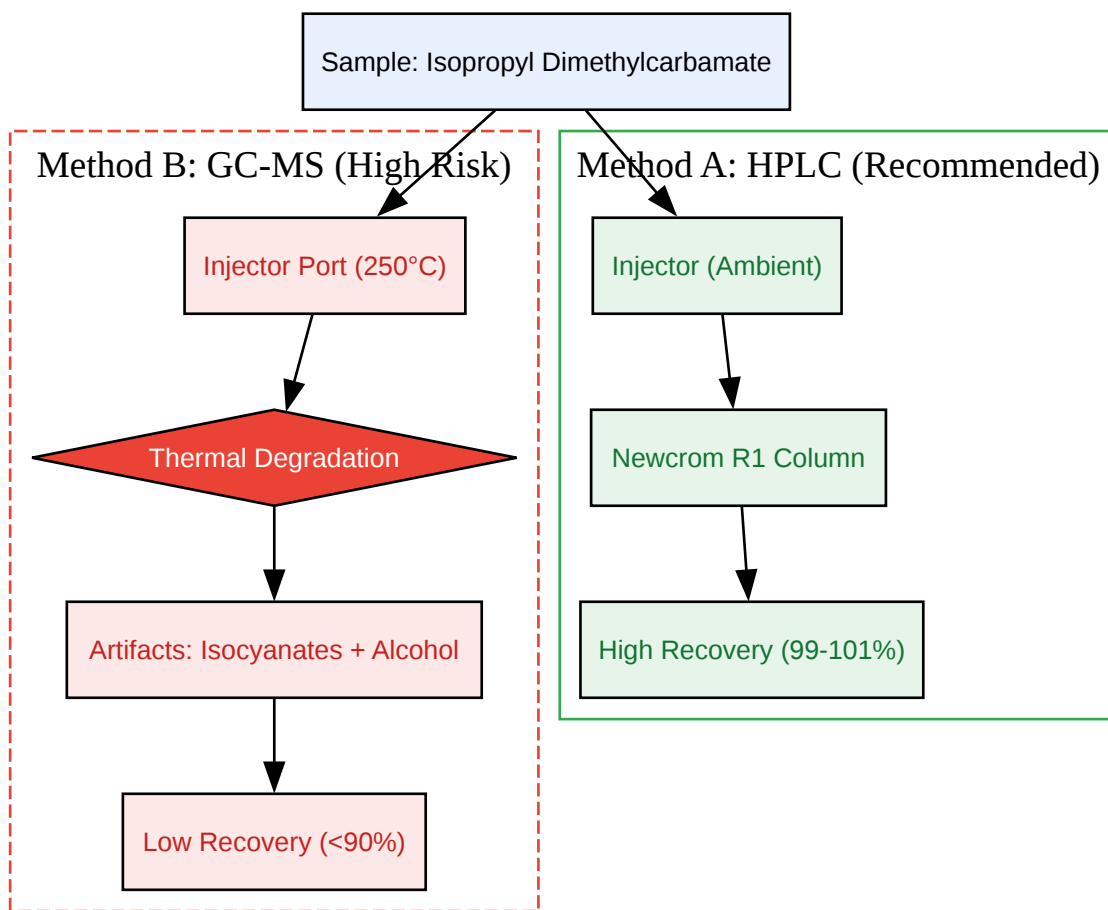 Sample: Isopropyl Dimethylcarbamate
Method B: GC-MS (High Risk)
Injector Port (250°C)
Thermal Degradation
Artifacts: Isocyanates + Alcohol
Low Recovery (<90%)
Method A: HPLC (Recommended)
Injector (Ambient)
Newcrom R1 Column
High Recovery (99-101%)